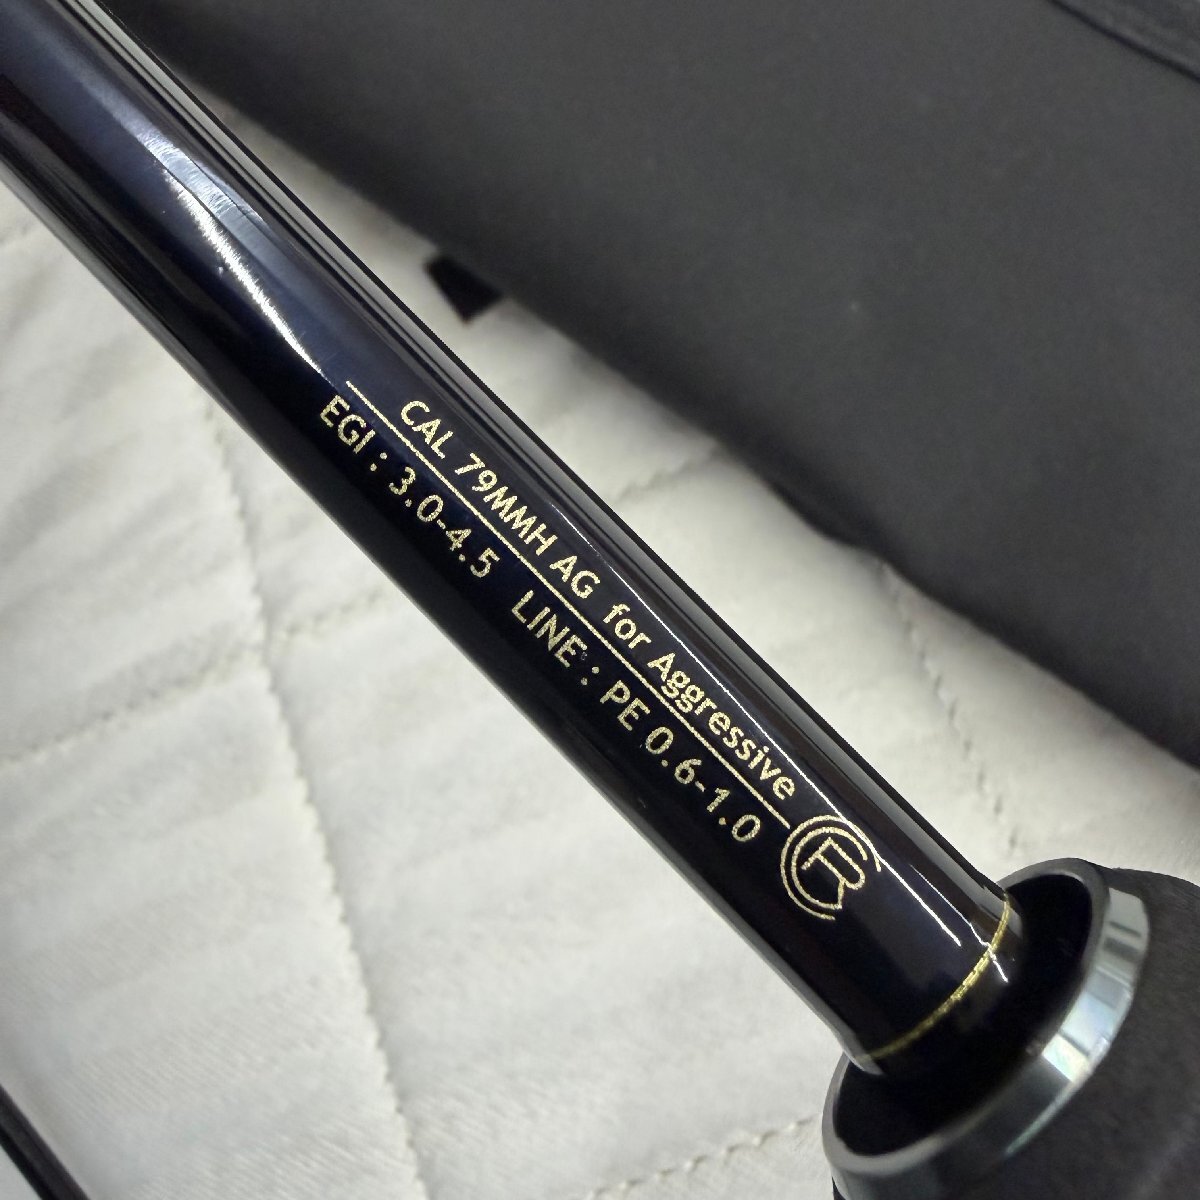 CAL 79MMH AG for Aggressive
EGI : 3.0-4.5 LINE : PE 0.6-1.0